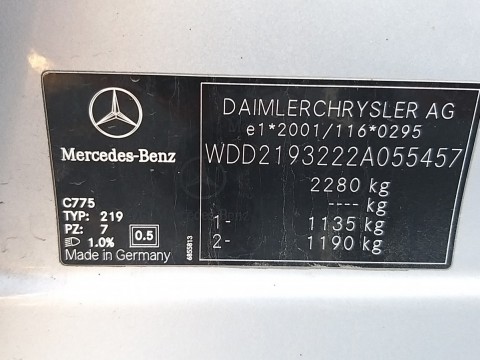 Mercedes-Benz
C775
TYP: 219
PZ: 7
1.0% 0.5
Made in Germany
6855813
DAIMLERCHRYSLER AG
e1*2001/116*0295
WDD2193222A055457
2280 kg
---- kg
1- 1135 kg
2- 1190 kg